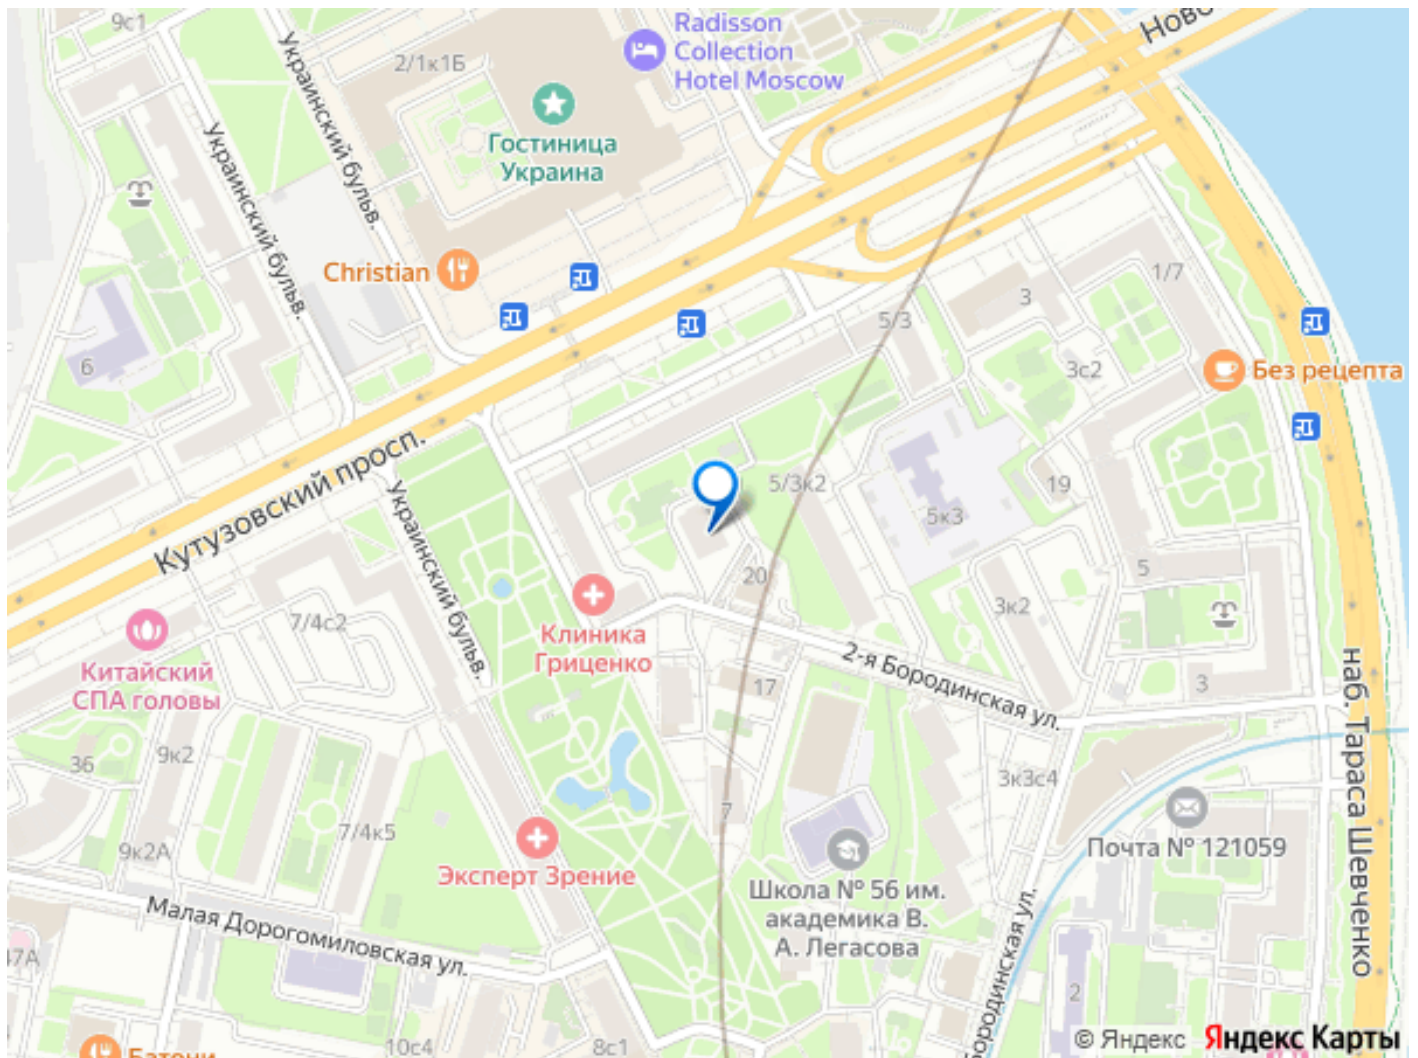 9с1
Украинский бульв.
Украинский бульв.
2/1к1Б
Radisson
Collection
Hotel Moscow
Ново
Гостиница
Украина
Christian
1/7
3
5/3
3с2
Без рецепта
6
Кутузовский просп.
Украинский бульв.
5/3к2
19
5к3
20
5
3к2
7/4с2
Клиника
Гриценко
Китайский
СПА головы
2-я Бородинская ул.
17
3
наб. Тараса Шевченко
36
9к2
3к3с4
7
7/4к5
9к2А
Почта № 121059
Эксперт Зрение
Школа № 56 им.
академика В.
А. Легасова
Малая Дорогомиловская ул.
47А
Бородинская ул.
2
10с4
8с1
Батони
© Яндекс Яндекс Карты